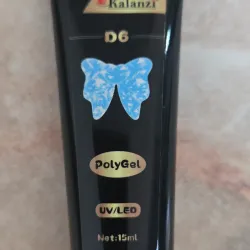 Kalanzi
D6
PolyGel
UV/LED
Net:15ml